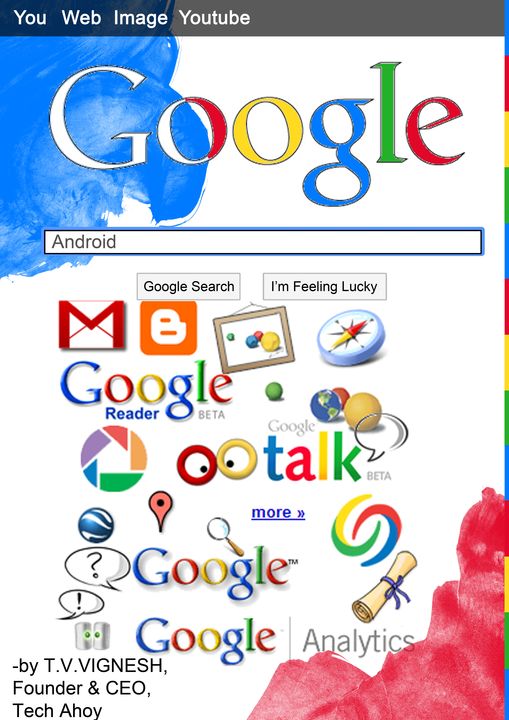 You Web Image Youtube
Google
Android
Google Search I'm Feeling Lucky
Google
Reader BETA
Google
talk BETA
more »
?
Google™
!
Google Analytics
-by T.V.VIGNESH,
Founder & CEO,
Tech Ahoy